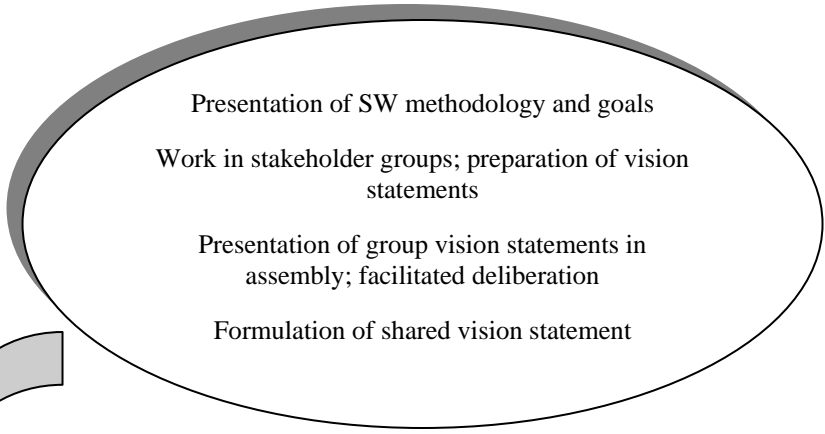 Presentation of SW methodology and goals
Work in stakeholder groups; preparation of vision
statements
Presentation of group vision statements in
assembly; facilitated deliberation
Formulation of shared vision statement